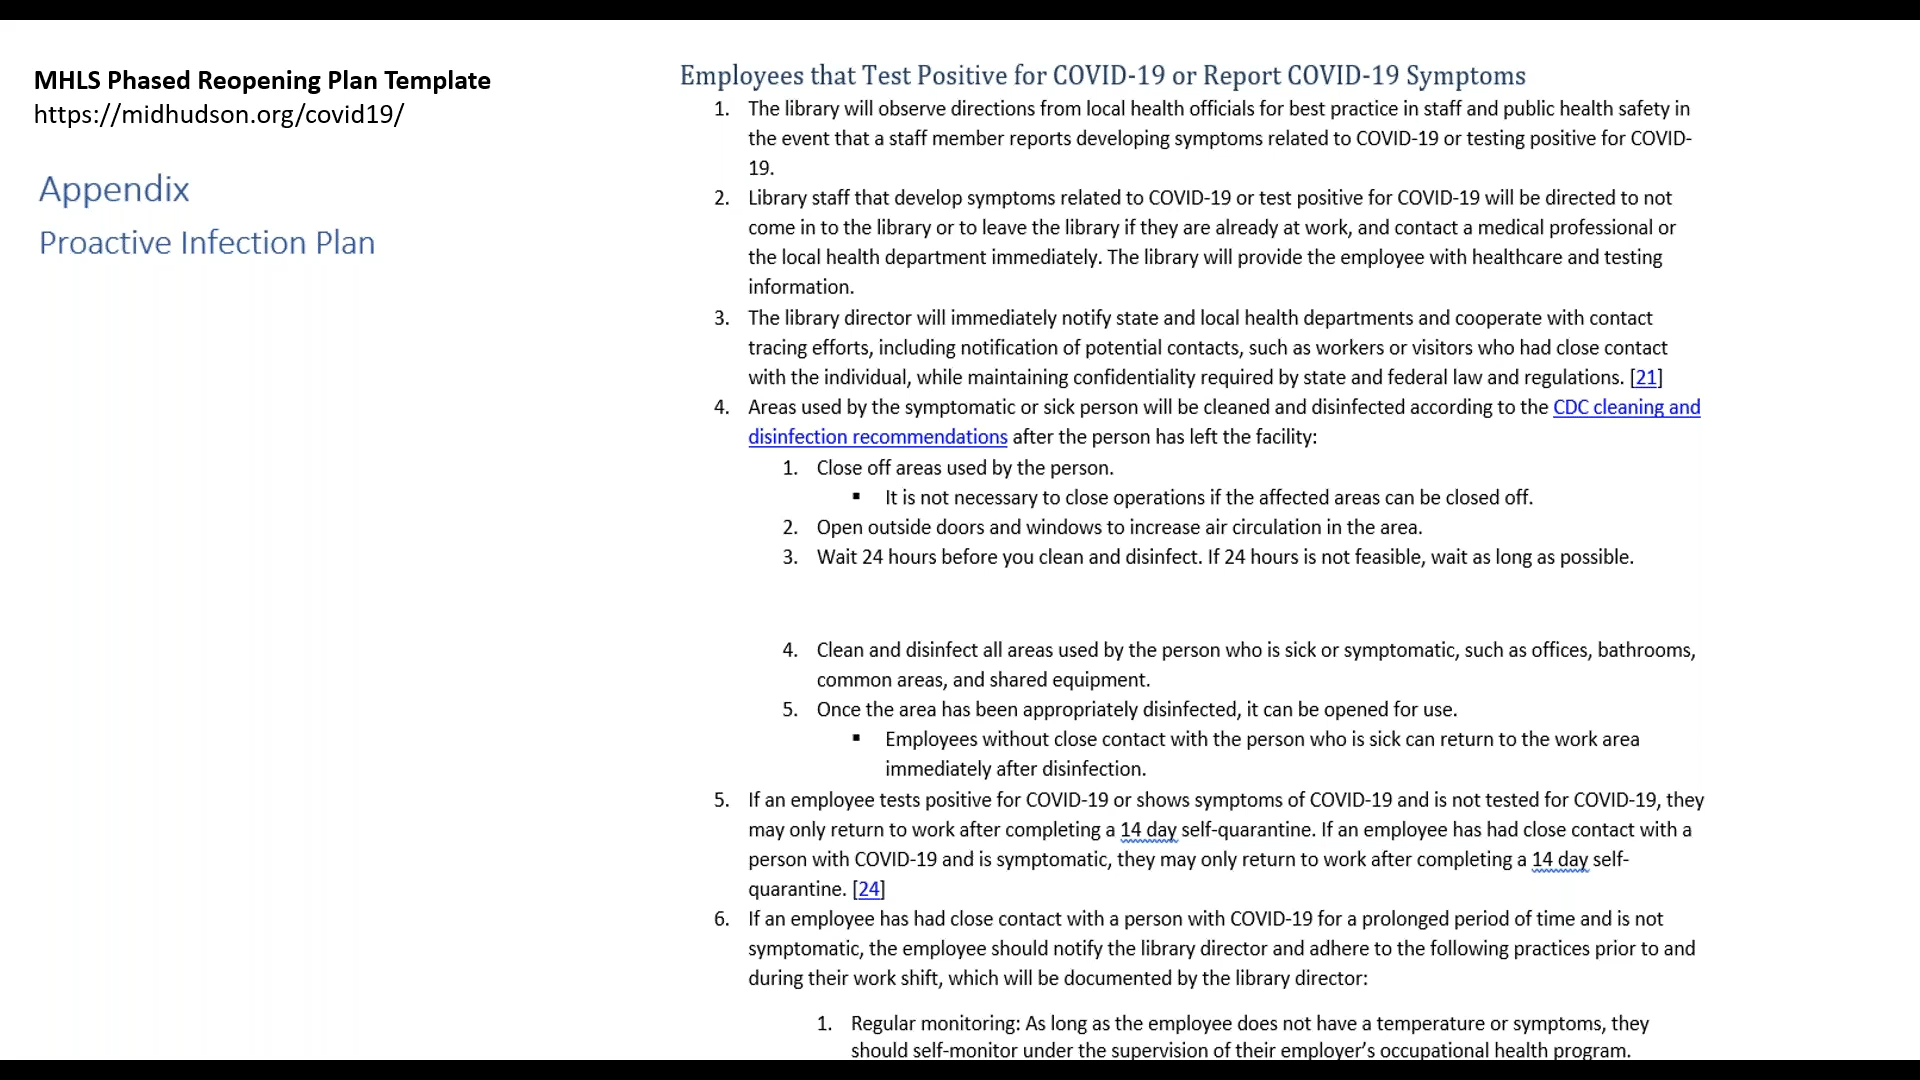 MHLS Phased Reopening Plan Template
https://midhudson.org/covid19/
Appendix
Proactive Infection Plan
Employees that Test Positive for COVID-19 or Report COVID-19 Symptoms
1. The library will observe directions from local health officials for best practice in staff and public health safety in
the event that a staff member reports developing symptoms related to COVID-19 or testing positive for COVID-
19.
2. Library staff that develop symptoms related to COVID-19 or test positive for COVID-19 will be directed to not
come in to the library or to leave the library if they are already at work, and contact a medical professional or
the local health department immediately. The library will provide the employee with healthcare and testing
information.
3. The library director will immediately notify state and local health departments and cooperate with contact
tracing efforts, including notification of potential contacts, such as workers or visitors who had close contact
with the individual, while maintaining confidentiality required by state and federal law and regulations. [21]
4. Areas used by the symptomatic or sick person will be cleaned and disinfected according to the CDC cleaning and
disinfection recommendations after the person has left the facility:
1. Close off areas used by the person.
▪ It is not necessary to close operations if the affected areas can be closed off.
2. Open outside doors and windows to increase air circulation in the area.
3. Wait 24 hours before you clean and disinfect. If 24 hours is not feasible, wait as long as possible.
4. Clean and disinfect all areas used by the person who is sick or symptomatic, such as offices, bathrooms,
common areas, and shared equipment.
5. Once the area has been appropriately disinfected, it can be opened for use.
▪ Employees without close contact with the person who is sick can return to the work area
immediately after disinfection.
5. If an employee tests positive for COVID-19 or shows symptoms of COVID-19 and is not tested for COVID-19, they
may only return to work after completing a 14 day self-quarantine. If an employee has had close contact with a
person with COVID-19 and is symptomatic, they may only return to work after completing a 14 day self-
quarantine. [24]
6. If an employee has had close contact with a person with COVID-19 for a prolonged period of time and is not
symptomatic, the employee should notify the library director and adhere to the following practices prior to and
during their work shift, which will be documented by the library director:
1. Regular monitoring: As long as the employee does not have a temperature or symptoms, they
should self-monitor under the supervision of their employer’s occupational health program.